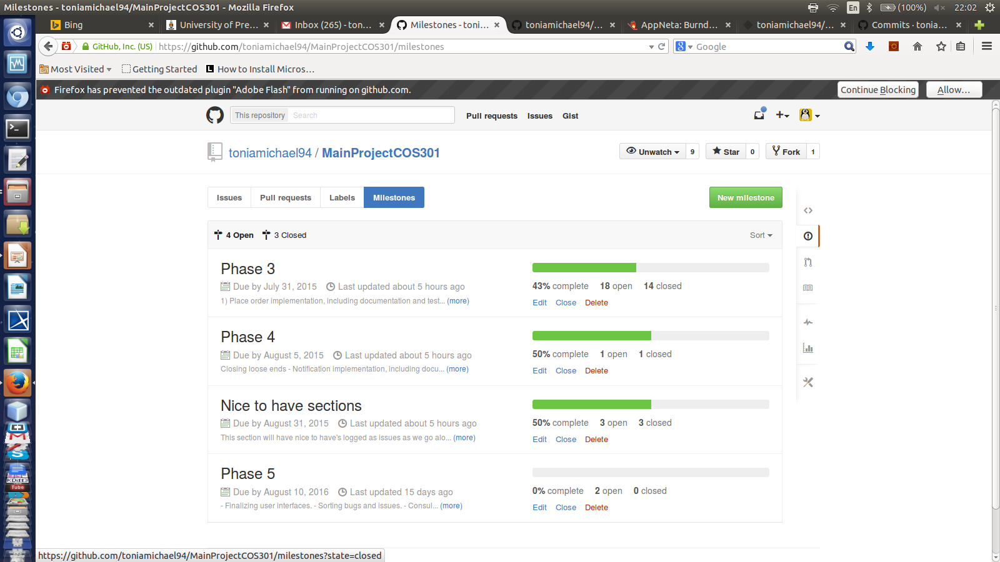 Milestones - toniamichael94/MainProjectCOS301 - Mozilla Firefox
En (100%) 22:02
Bing
University of Pre...
Inbox (265) - ton...
Milestones - toni...
toniamichael94/...
AppNeta: Burnd...
toniamichael94/...
Commits · tonia...
GitHub, Inc. (US) https://github.com/toniamichael94/MainProjectCOS301/milestones
Google
Most Visited Getting Started How to Install Micros...
Firefox has prevented the outdated plugin "Adobe Flash" from running on github.com.
Continue Blocking Allow...
This repository Search Pull requests Issues Gist
toniamichael94 / MainProjectCOS301
Unwatch 9 Star 0 Fork 1
Issues Pull requests Labels Milestones New milestone
4 Open 3 Closed Sort
Phase 3
Due by July 31, 2015 Last updated about 5 hours ago
1) Place order implementation, including documentation and test... (more)
43% complete 18 open 14 closed
Edit Close Delete
Phase 4
Due by August 5, 2015 Last updated about 5 hours ago
Closing loose ends - Notification implementation, including docu... (more)
50% complete 1 open 1 closed
Edit Close Delete
Nice to have sections
Due by August 31, 2015 Last updated about 5 hours ago
This section will have nice to have's logged as issues as we go alo... (more)
50% complete 3 open 3 closed
Edit Close Delete
Phase 5
Due by August 10, 2016 Last updated 15 days ago
- Finalizing user interfaces. - Sorting bugs and issues. - Consul... (more)
0% complete 2 open 0 closed
Edit Close Delete
https://github.com/toniamichael94/MainProjectCOS301/milestones?state=closed